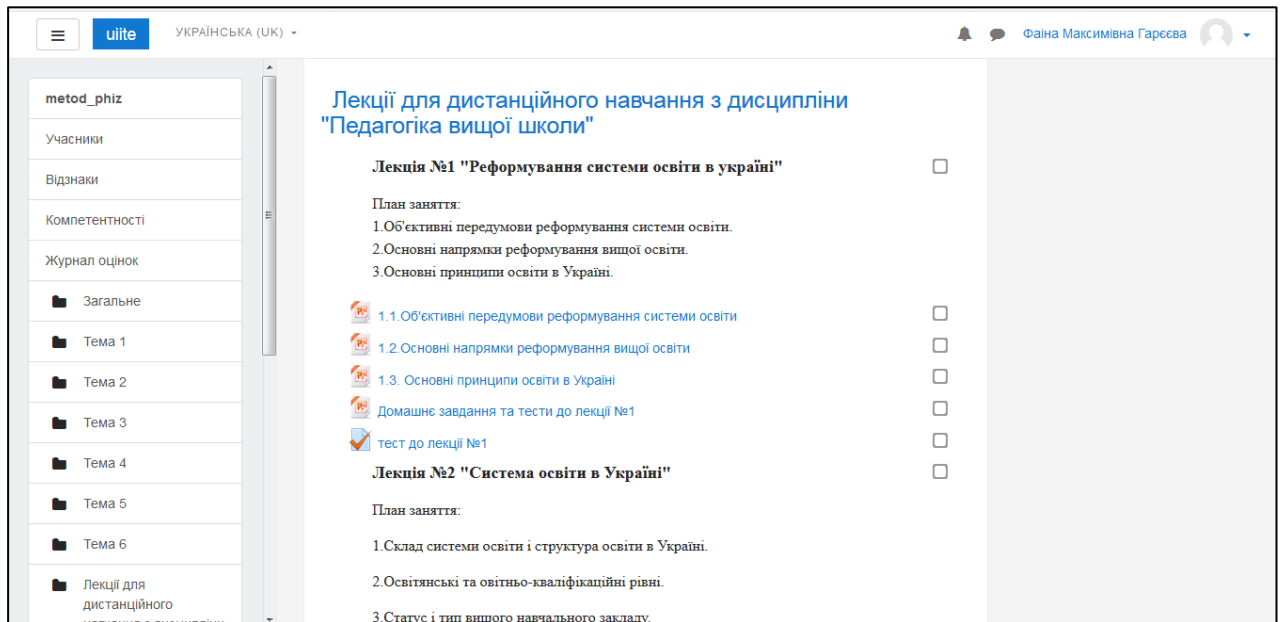 uiite
УКРАЇНСЬКА (UK)
Фаіна Максимівна Гарєєва
metod_phiz
Учасники
Відзнаки
Компетентності
Журнал оцінок
Загальне
Тема 1
Тема 2
Тема 3
Тема 4
Тема 5
Тема 6
Лекції для
дистанційного
Лекції для дистанційного навчання з дисципліни
"Педагогіка вищої школи"
Лекція №1 "Реформування системи освіти в україні"
План заняття:
1.Об'єктивні передумови реформування системи освіти.
2.Основні напрямки реформування вищої освіти.
3.Основні принципи освіти в Україні.
1.1.Об'єктивні передумови реформування системи освіти
1.2.Основні напрямки реформування вищої освіти
1.3. Основні принципи освіти в Україні
Домашнє завдання та тести до лекції №1
тест до лекції №1
Лекція №2 "Система освіти в Україні"
План заняття:
1.Склад системи освіти і структура освіти в Україні.
2.Освітянські та овітньо-кваліфікаційні рівні.
3.Статус і тип вищого навчального закладу.